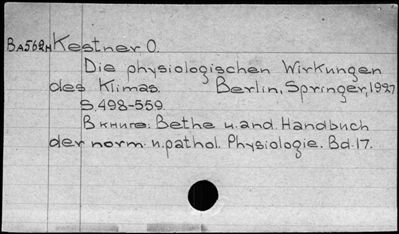 Ba56RM Kestner O.
Die physiologischen Wirkungen
des Klimas. Berlin, Springer, 1927
S.498-559.
В книге: Bethe u. and. Handbuch
der norm. u. pathol. Physiologie. Bd. 17.